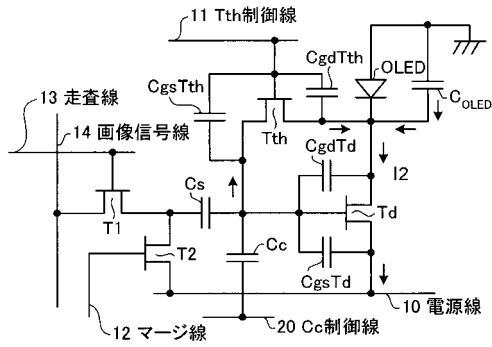 11 Tth制御線
CgdTth
OLED
CgsTth
COLED
13 走査線
14 画像信号線
Tth
I2
CgdTd
Cs
Td
T1
T2
Cc
CgsTd
10 電源線
12 マージ線
20 Cc制御線